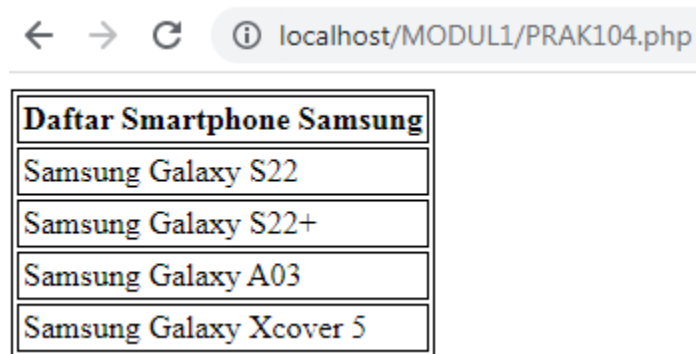 localhost/MODUL1/PRAK104.php
Daftar Smartphone Samsung
Samsung Galaxy S22
Samsung Galaxy S22+
Samsung Galaxy A03
Samsung Galaxy Xcover 5